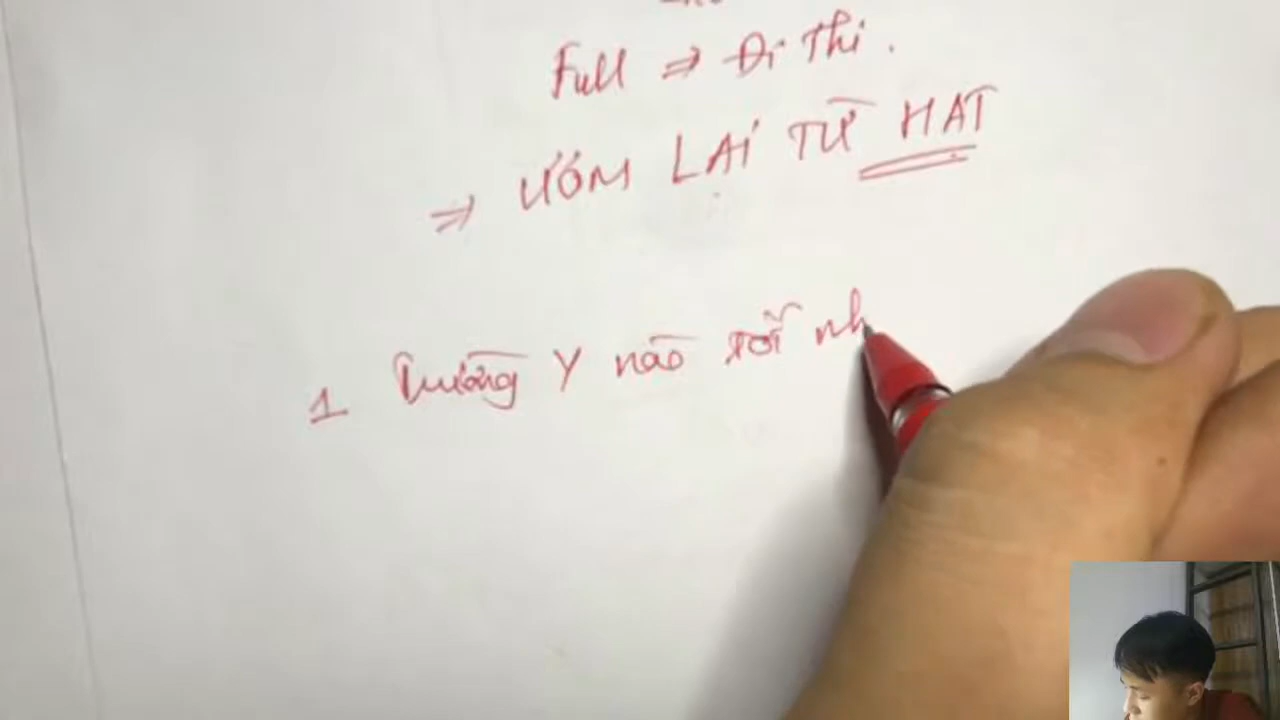 Full => Đi Thi.
=> ƯƠM LẠI TỪ HẠT
1 Trường Y nào tốt nh